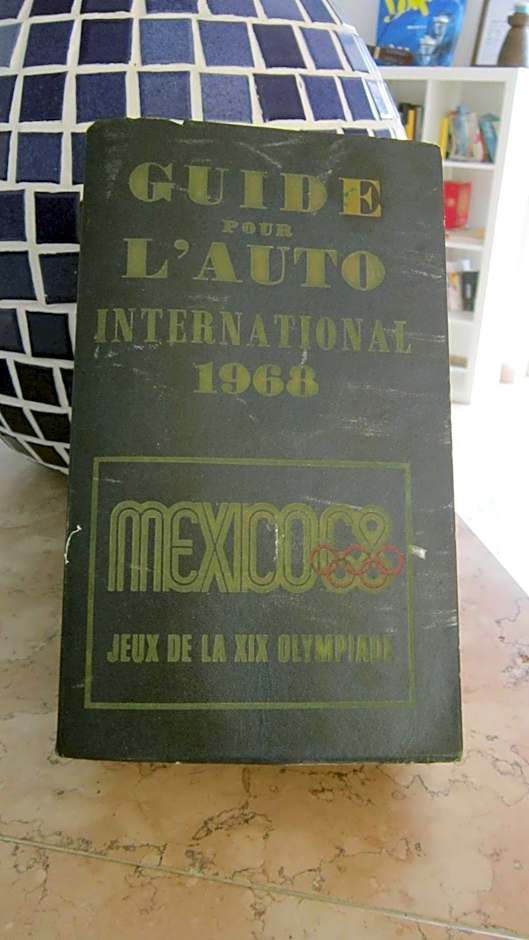 GUIDE
POUR
L'AUTO
INTERNATIONAL
1968
MEXICO68
JEUX DE LA XIX OLYMPIADE